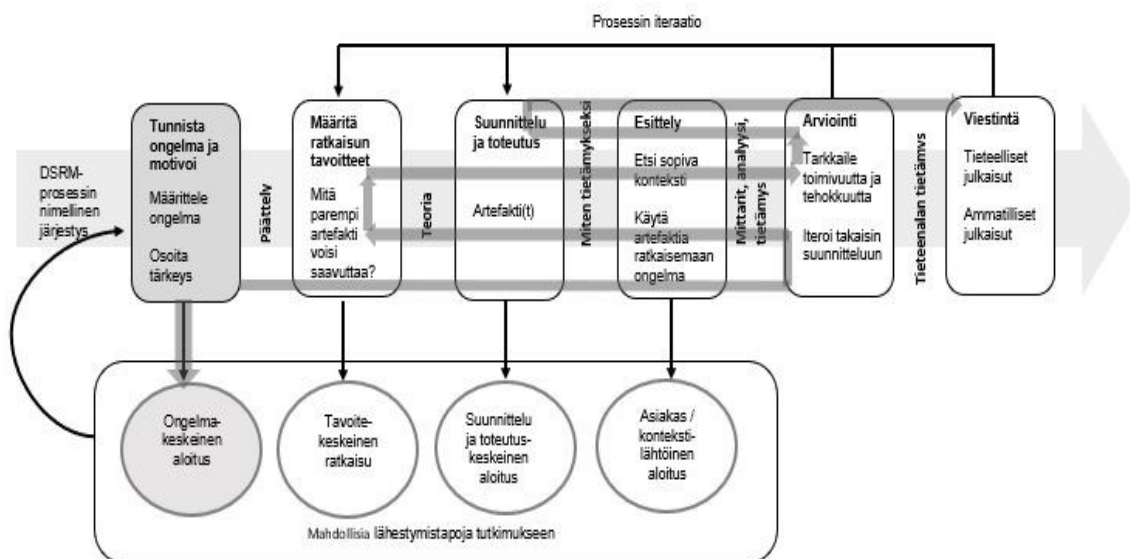 Prosessin iteraatio
DSRM-
prosessin
nimellinen
järjestys
Tunnista
ongelma ja
motivoi
Määrittele
ongelma
Osoita
tärkeys
Päättely
Määritä
ratkaisun
tavoitteet
Mitä
parempi
artefakti
voisi
saavuttaa?
Teoria
Suunnittelu
ja toteutus
Artefakti(t)
Miten tietämykseksi
Esittely
Etsi sopiva
konteksti
Käytä
artefaktia
ratkaisemaan
ongelma
Mittarit, analyysi,
tietämys
Arviointi
Tarkkaile
toimivuutta ja
tehokkuutta
Iteroi takaisin
suunnitteluun
Tieteenalan tietämys
Viestintä
Tieteelliset
julkaisut
Ammatilliset
julkaisut
Ongelma-
keskeinen
aloitus
Tavoite-
keskeinen
ratkaisu
Suunnittelu
ja toteutus-
keskeinen
aloitus
Asiakas /
konteksti-
lähtöinen
aloitus
Mahdollisia lähestymistapoja tutkimukseen